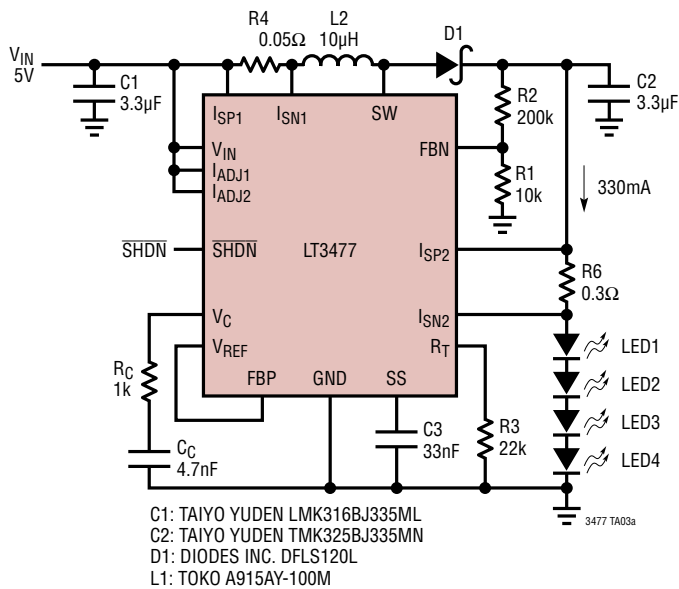 R4
0.05Ω
L2
10µH
D1
VIN
5V
C1
3.3µF
R2
200k
C2
3.3µF
ISP1
ISN1
SW
VIN
IADJ1
IADJ2
FBN
R1
10k
330mA
SHDN
SHDN
LT3477
ISP2
R6
0.3Ω
VC
ISN2
VREF
RT
LED1
RC
1k
FBP
GND
SS
LED2
C3
33nF
R3
22k
LED3
CC
4.7nF
LED4
3477 TA03a
C1: TAIYO YUDEN LMK316BJ335ML
C2: TAIYO YUDEN TMK325BJ335MN
D1: DIODES INC. DFLS120L
L1: TOKO A915AY-100M